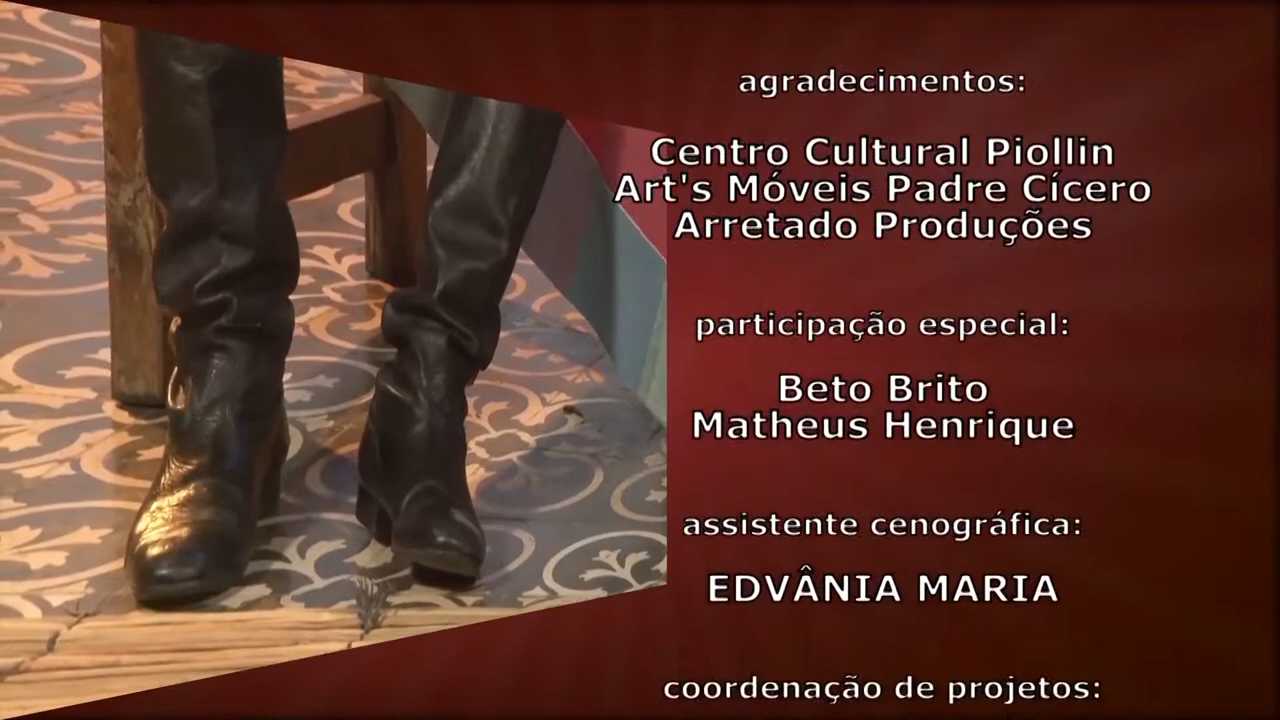 agradecimentos:
Centro Cultural Piollin
Art's Móveis Padre Cícero
Arretado Produções
participação especial:
Beto Brito
Matheus Henrique
assistente cenográfica:
EDVÂNIA MARIA
coordenação de projetos: